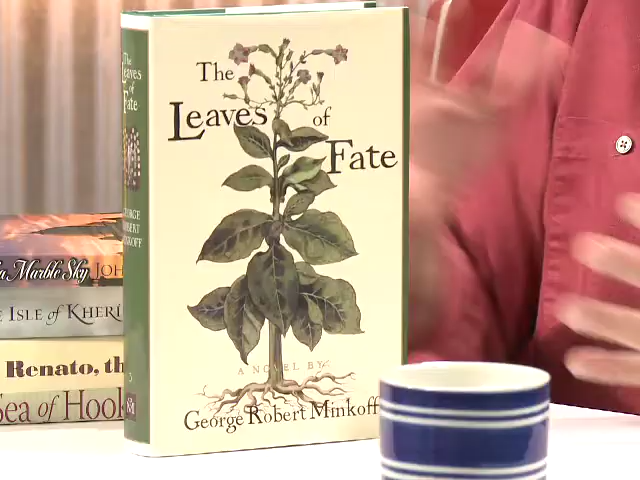 The
Leaves of
Fate
A NOVEL BY
George Robert Minkoff
The
Leaves
of
Fate
GEORGE
ROBERT
MINKOFF
3
a Marble Sky JOH
ISLE of KHERI
Renato, th
Sea of Hook